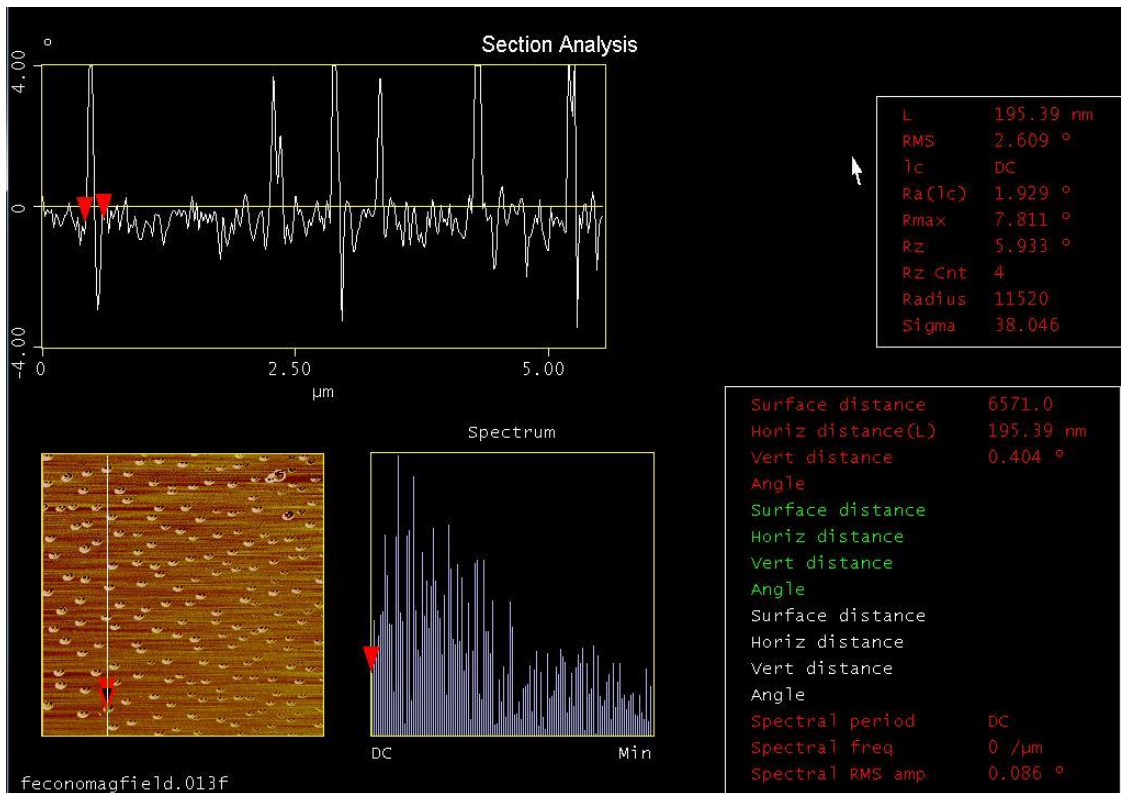 Section Analysis
°
4.00
0
-4.00
0 2.50 5.00
µm
L 195.39 nm
RMS 2.609 °
lc DC
Ra(lc) 1.929 °
Rmax 7.811 °
Rz 5.933 °
Rz Cnt 4
Radius 11520
Sigma 38.046
Spectrum
DC Min
Surface distance 6571.0
Horiz distance(L) 195.39 nm
Vert distance 0.404 °
Angle
Surface distance
Horiz distance
Vert distance
Angle
Surface distance
Horiz distance
Vert distance
Angle
Spectral period DC
Spectral freq 0 /µm
Spectral RMS amp 0.086 °
feconomagfield.013f